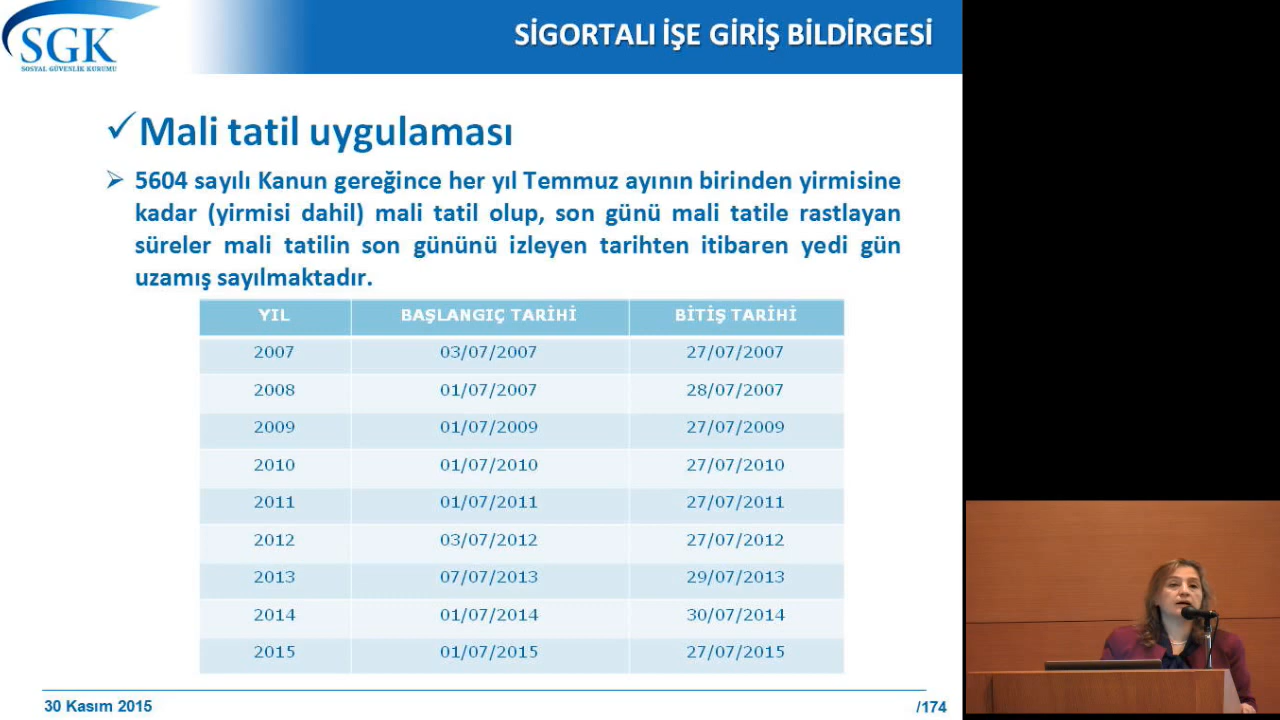 SGK
SOSYAL GÜVENLİK KURUMU
SİGORTALI İŞE GİRİŞ BİLDİRGESİ
Mali tatil uygulaması
5604 sayılı Kanun gereğince her yıl Temmuz ayının birinden yirmisine
kadar (yirmisi dahil) mali tatil olup, son günü mali tatile rastlayan
süreler mali tatilin son gününü izleyen tarihten itibaren yedi gün
uzamış sayılmaktadır.
YIL BAŞLANGIÇ TARİHİ BİTİŞ TARİHİ
2007 03/07/2007 27/07/2007
2008 01/07/2007 28/07/2007
2009 01/07/2009 27/07/2009
2010 01/07/2010 27/07/2010
2011 01/07/2011 27/07/2011
2012 03/07/2012 27/07/2012
2013 07/07/2013 29/07/2013
2014 01/07/2014 30/07/2014
2015 01/07/2015 27/07/2015
30 Kasım 2015 /174